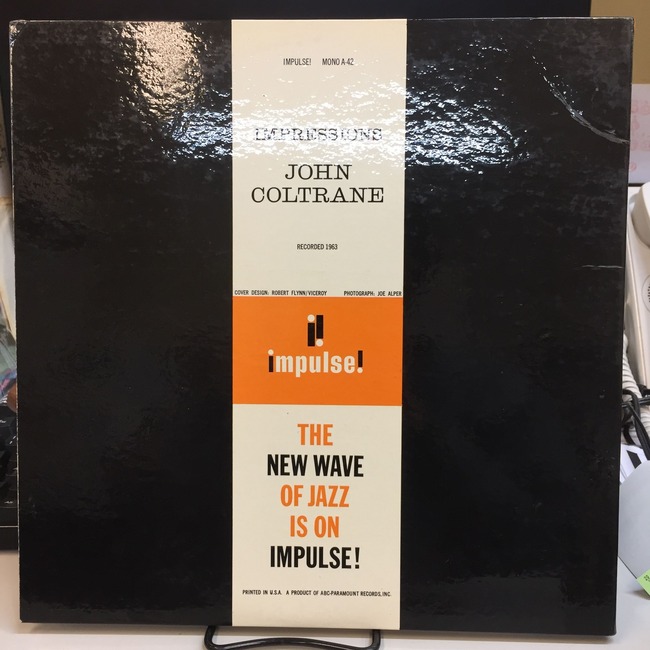 IMPULSE! MONO A-42
IMPRESSIONS
JOHN
COLTRANE
RECORDED 1963
COVER DESIGN: ROBERT FLYNN/VICEROY PHOTOGRAPH: JOE ALPER
i!
impulse!
THE
NEW WAVE
OF JAZZ
IS ON
IMPULSE!
PRINTED IN U.S.A. A PRODUCT OF ABC-PARAMOUNT RECORDS, INC.